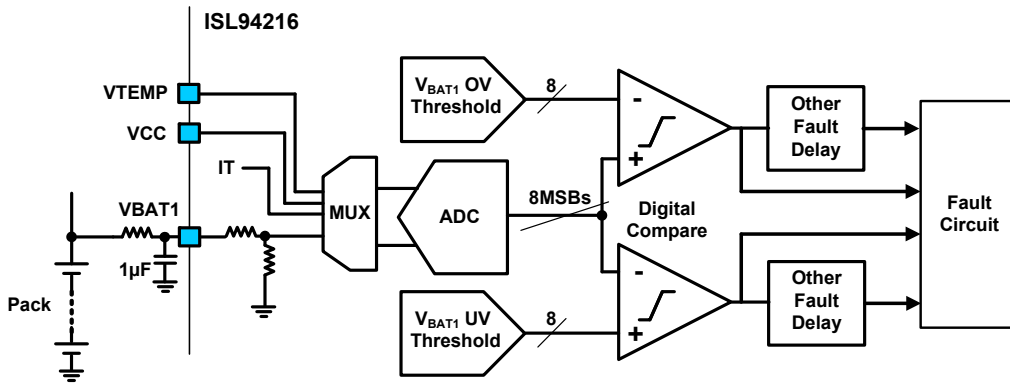 ISL94216
VTEMP
VCC
IT
VBAT1
1µF
Pack
MUX
ADC
8MSBs
VBAT1 OV
Threshold
8
VBAT1 UV
Threshold
8
-
+
Digital
Compare
-
+
Other
Fault
Delay
Other
Fault
Delay
Fault
Circuit